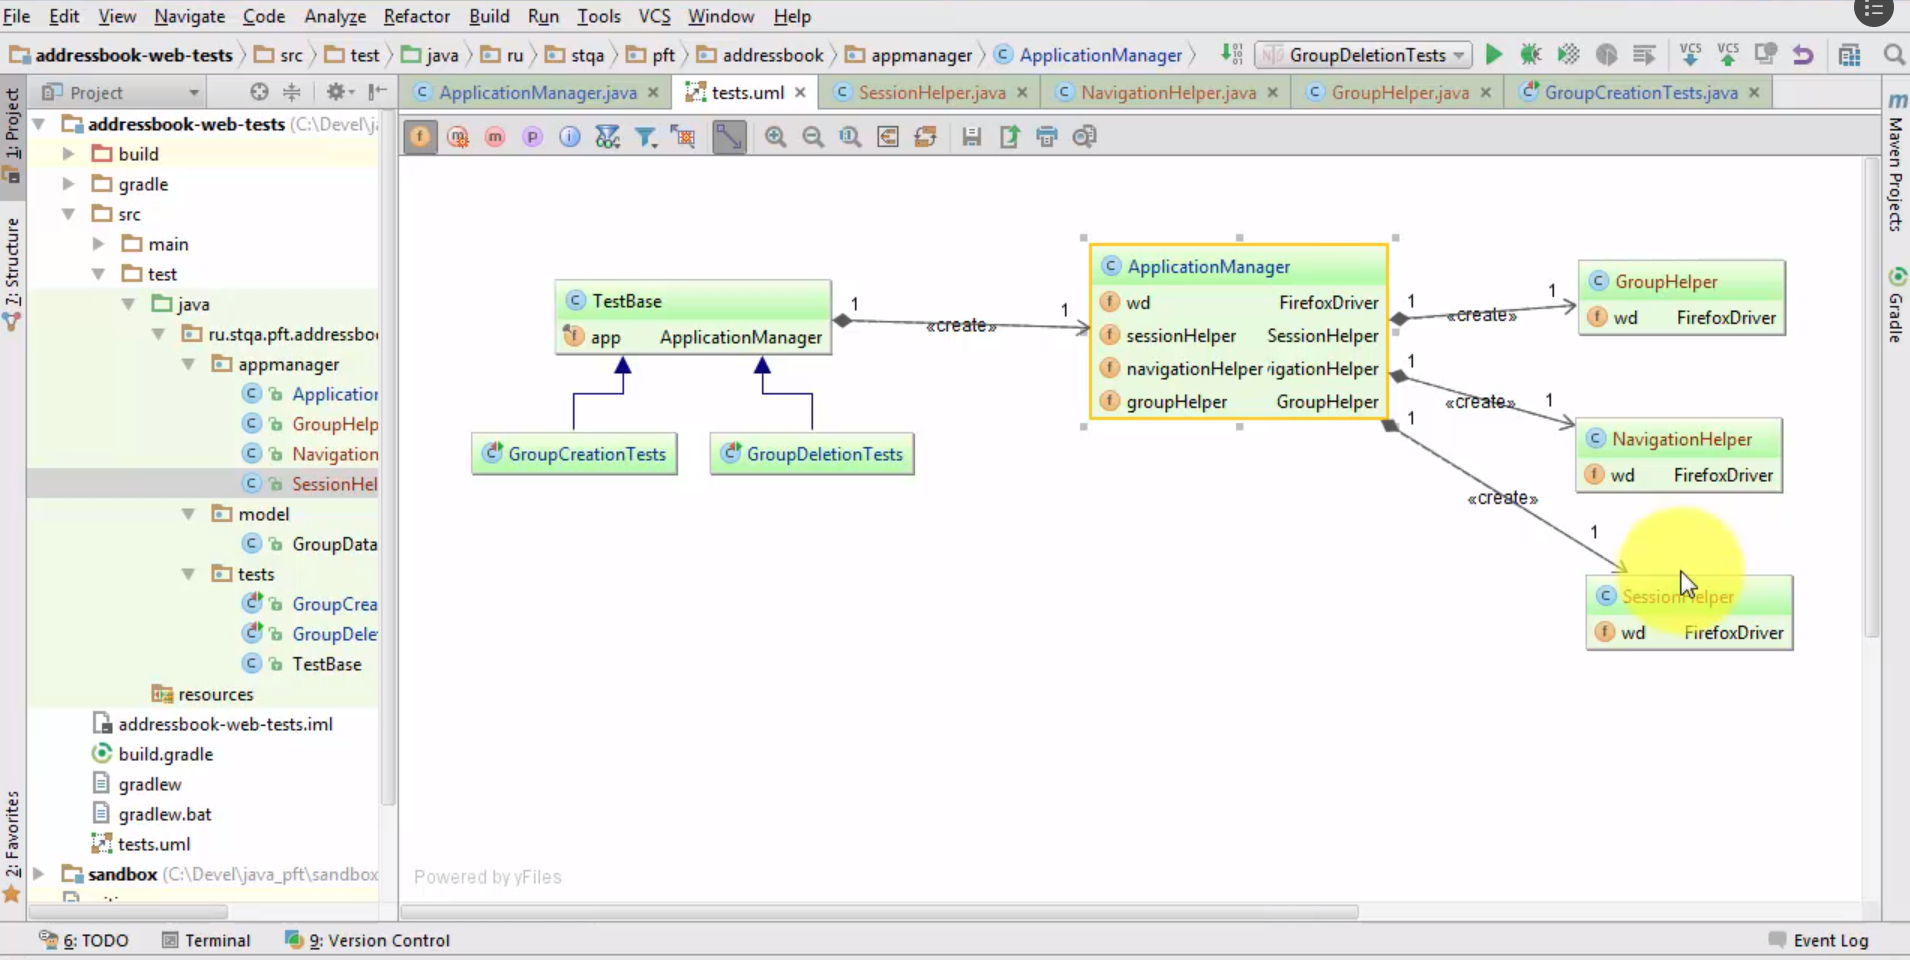 File Edit View Navigate Code Analyze Refactor Build Run Tools VCS Window Help
addressbook-web-tests src test java ru stqa pft addressbook appmanager ApplicationManager GroupDeletionTests VCS VCS
Project ApplicationManager.java tests.uml SessionHelper.java NavigationHelper.java GroupHelper.java GroupCreationTests.java
1: Project
7: Structure
2: Favorites
addressbook-web-tests (C:\Devel\j
build
gradle
src
main
test
java
ru.stqa.pft.addressbo
appmanager
Application
GroupHelp
Navigation
SessionHel
model
GroupData
tests
GroupCrea
GroupDele
TestBase
resources
addressbook-web-tests.iml
build.gradle
gradlew
gradlew.bat
tests.uml
sandbox (C:\Devel\java_pft\sandbox
TestBase
app ApplicationManager
1 «create» 1
GroupCreationTests
GroupDeletionTests
ApplicationManager
wd FirefoxDriver
sessionHelper SessionHelper
navigationHelper igationHelper
groupHelper GroupHelper
1 «create» 1
GroupHelper
wd FirefoxDriver
1 «create» 1
NavigationHelper
wd FirefoxDriver
1 «create» 1
SessionHelper
wd FirefoxDriver
Powered by yFiles
Maven Projects
Gradle
6: TODO Terminal 9: Version Control Event Log